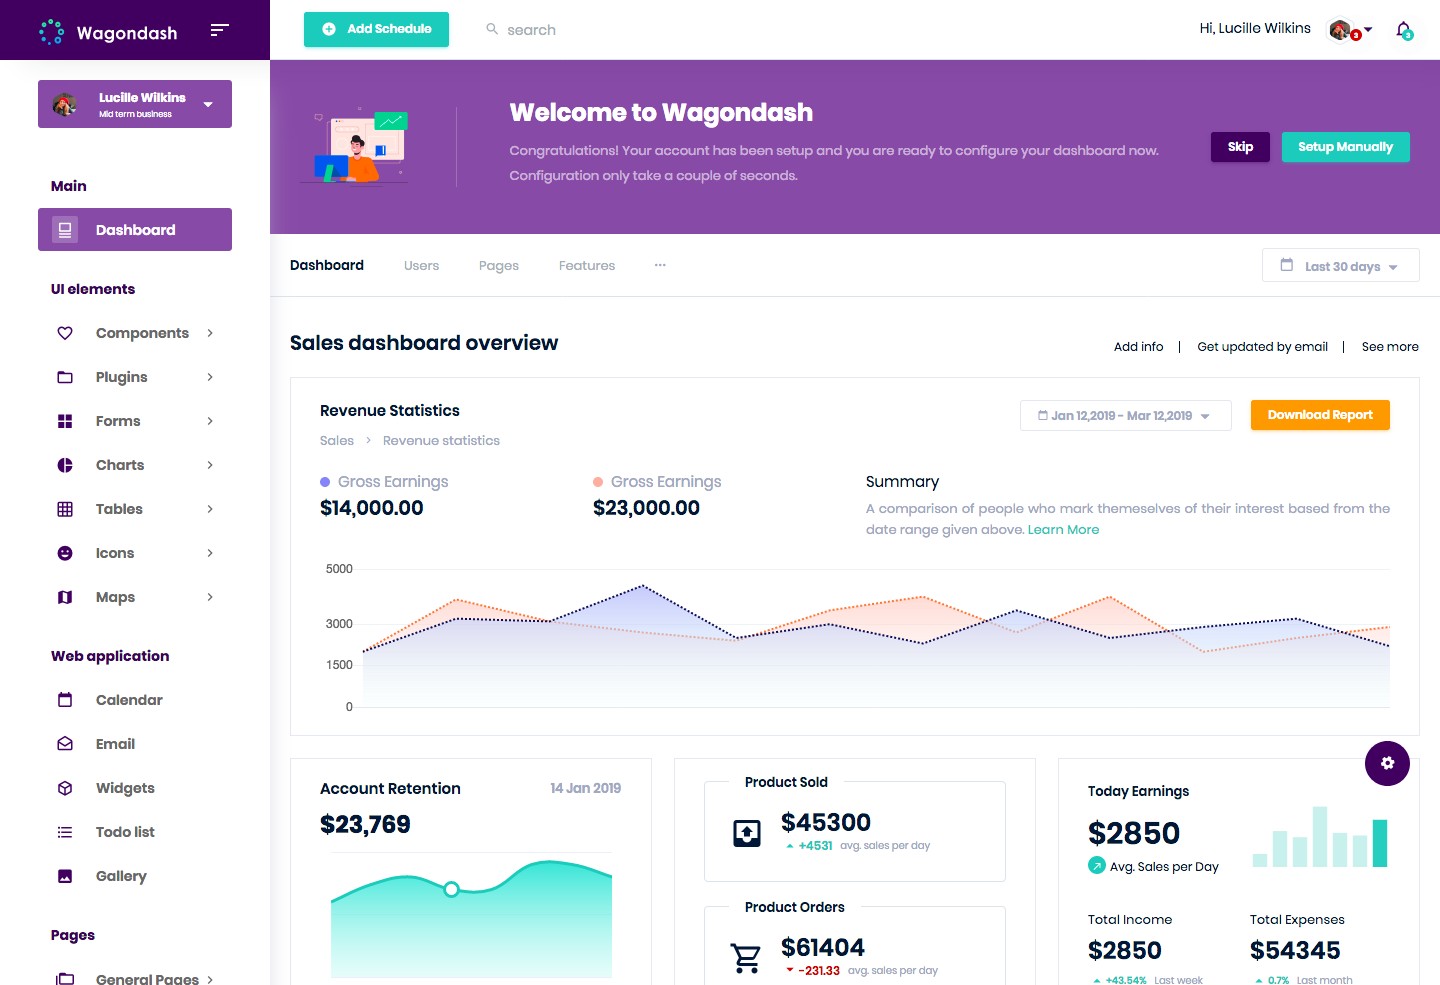 Wagondash
Add Schedule
search
Hi, Lucille Wilkins
3
3
Lucille Wilkins
Mid term business
Welcome to Wagondash
Congratulations! Your account has been setup and you are ready to configure your dashboard now.
Configuration only take a couple of seconds.
Skip
Setup Manually
Main
Dashboard
UI elements
Components
Plugins
Forms
Charts
Tables
Icons
Maps
Web application
Calendar
Email
Widgets
Todo list
Gallery
Pages
General Pages
Dashboard Users Pages Features ...
Last 30 days
Sales dashboard overview
Add info | Get updated by email | See more
Revenue Statistics
Sales > Revenue statistics
Jan 12,2019 - Mar 12,2019
Download Report
Gross Earnings
$14,000.00
Gross Earnings
$23,000.00
Summary
A comparison of people who mark themeselves of their interest based from the
date range given above. Learn More
5000
3000
1500
0
Account Retention
14 Jan 2019
$23,769
Product Sold
$45300
+4531 avg. sales per day
Product Orders
$61404
-231.33 avg. sales per day
Today Earnings
$2850
Avg. Sales per Day
Total Income
$2850
+43.54% Last week
Total Expenses
$54345
0.7% Last month